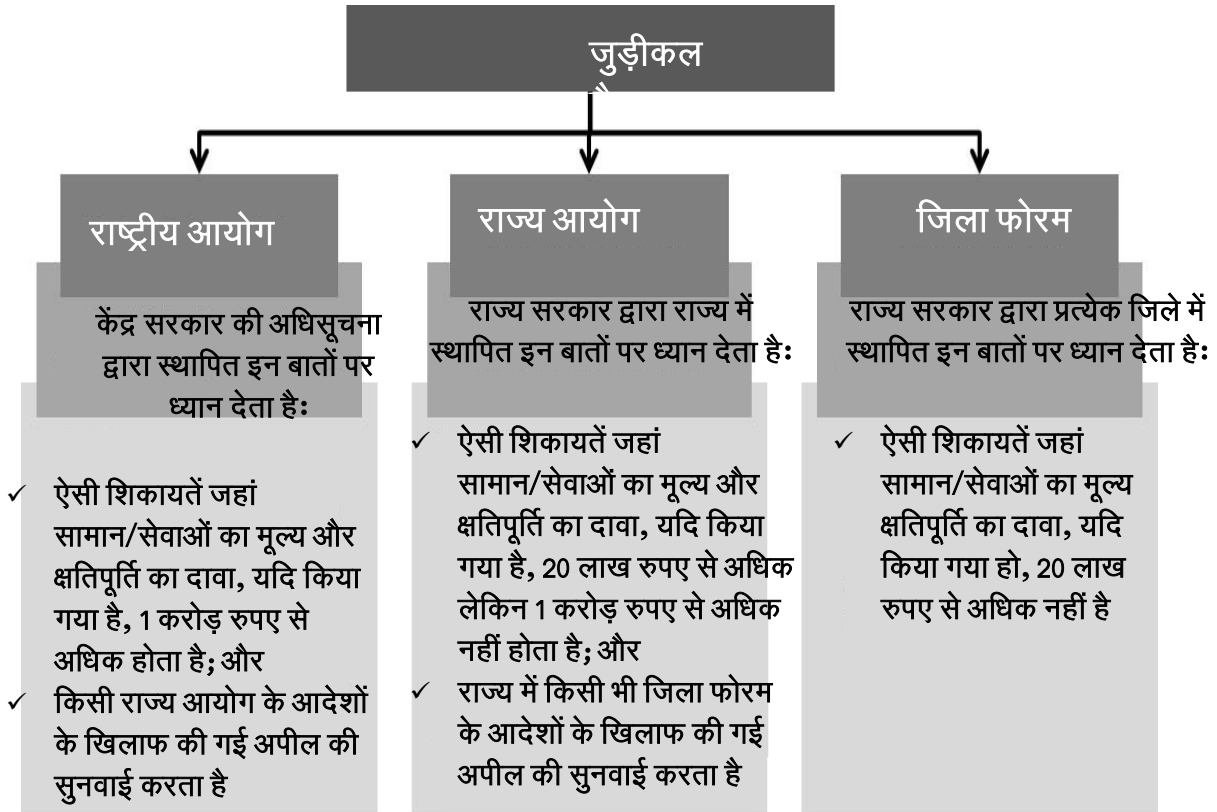 जुड़ीकल
राष्ट्रीय आयोग
केंद्र सरकार की अधिसूचना
द्वारा स्थापित इन बातों पर
ध्यान देता है:
✓ ऐसी शिकायतें जहां
सामान/सेवाओं का मूल्य और
क्षतिपूर्ति का दावा, यदि किया
गया है, 1 करोड़ रुपए से
अधिक होता है; और
✓ किसी राज्य आयोग के आदेशों
के खिलाफ की गई अपील की
सुनवाई करता है
राज्य आयोग
राज्य सरकार द्वारा राज्य में
स्थापित इन बातों पर ध्यान देता है:
✓ ऐसी शिकायतें जहां
सामान/सेवाओं का मूल्य और
क्षतिपूर्ति का दावा, यदि किया
गया है, 20 लाख रुपए से अधिक
लेकिन 1 करोड़ रुपए से अधिक
नहीं होता है; और
✓ राज्य में किसी भी जिला फोरम
के आदेशों के खिलाफ की गई
अपील की सुनवाई करता है
जिला फोरम
राज्य सरकार द्वारा प्रत्येक जिले में
स्थापित इन बातों पर ध्यान देता है:
✓ ऐसी शिकायतें जहां
सामान/सेवाओं का मूल्य
क्षतिपूर्ति का दावा, यदि
किया गया हो, 20 लाख
रुपए से अधिक नहीं है